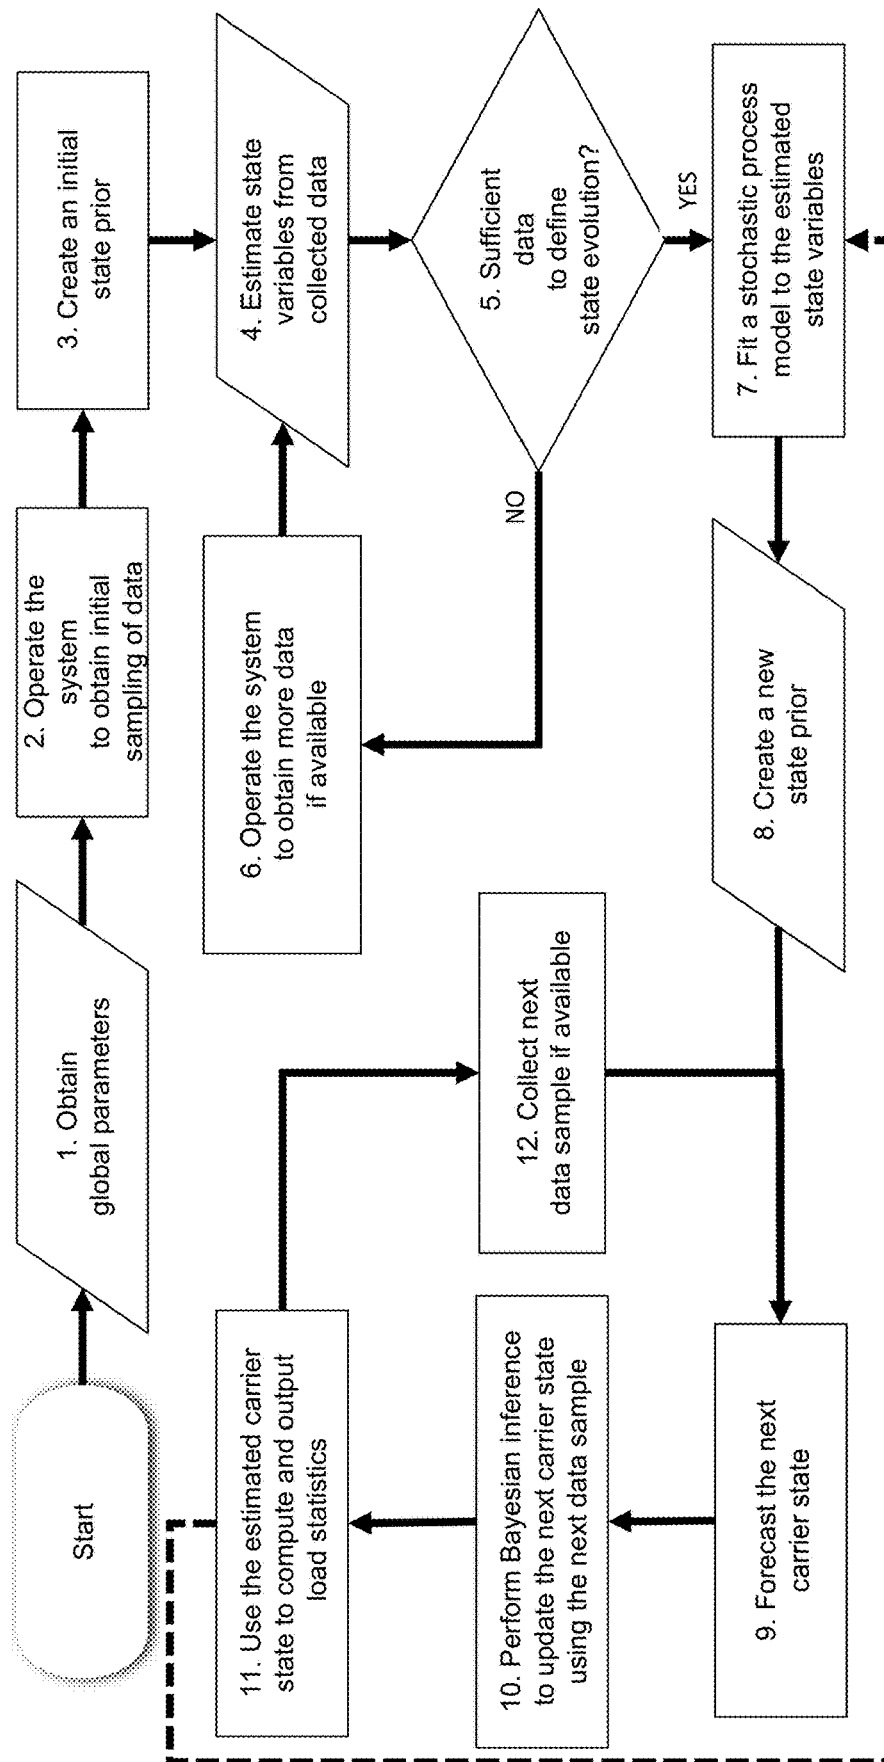 Start
1. Obtain
global parameters
2. Operate the
system
to obtain initial
sampling of data
3. Create an initial
state prior
4. Estimate state
variables from
collected data
5. Sufficient
data
to define
state evolution?
NO
YES
6. Operate the system
to obtain more data
if available
7. Fit a stochastic process
model to the estimated
state variables
8. Create a new
state prior
9. Forecast the next
carrier state
10. Perform Bayesian inference
to update the next carrier state
using the next data sample
11. Use the estimated carrier
state to compute and output
load statistics
12. Collect next
data sample if available